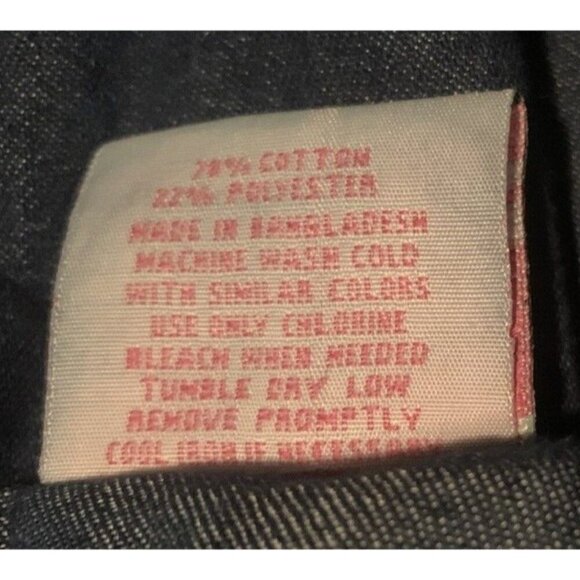 78% COTTON
22% POLYESTER
MADE IN BANGLADESH
MACHINE WASH COLD
WITH SIMILAR COLORS
USE ONLY CHLORINE
BLEACH WHEN NEEDED
TUMBLE DRY LOW
REMOVE PROMPTLY
COOL IRON IF NECESSARY